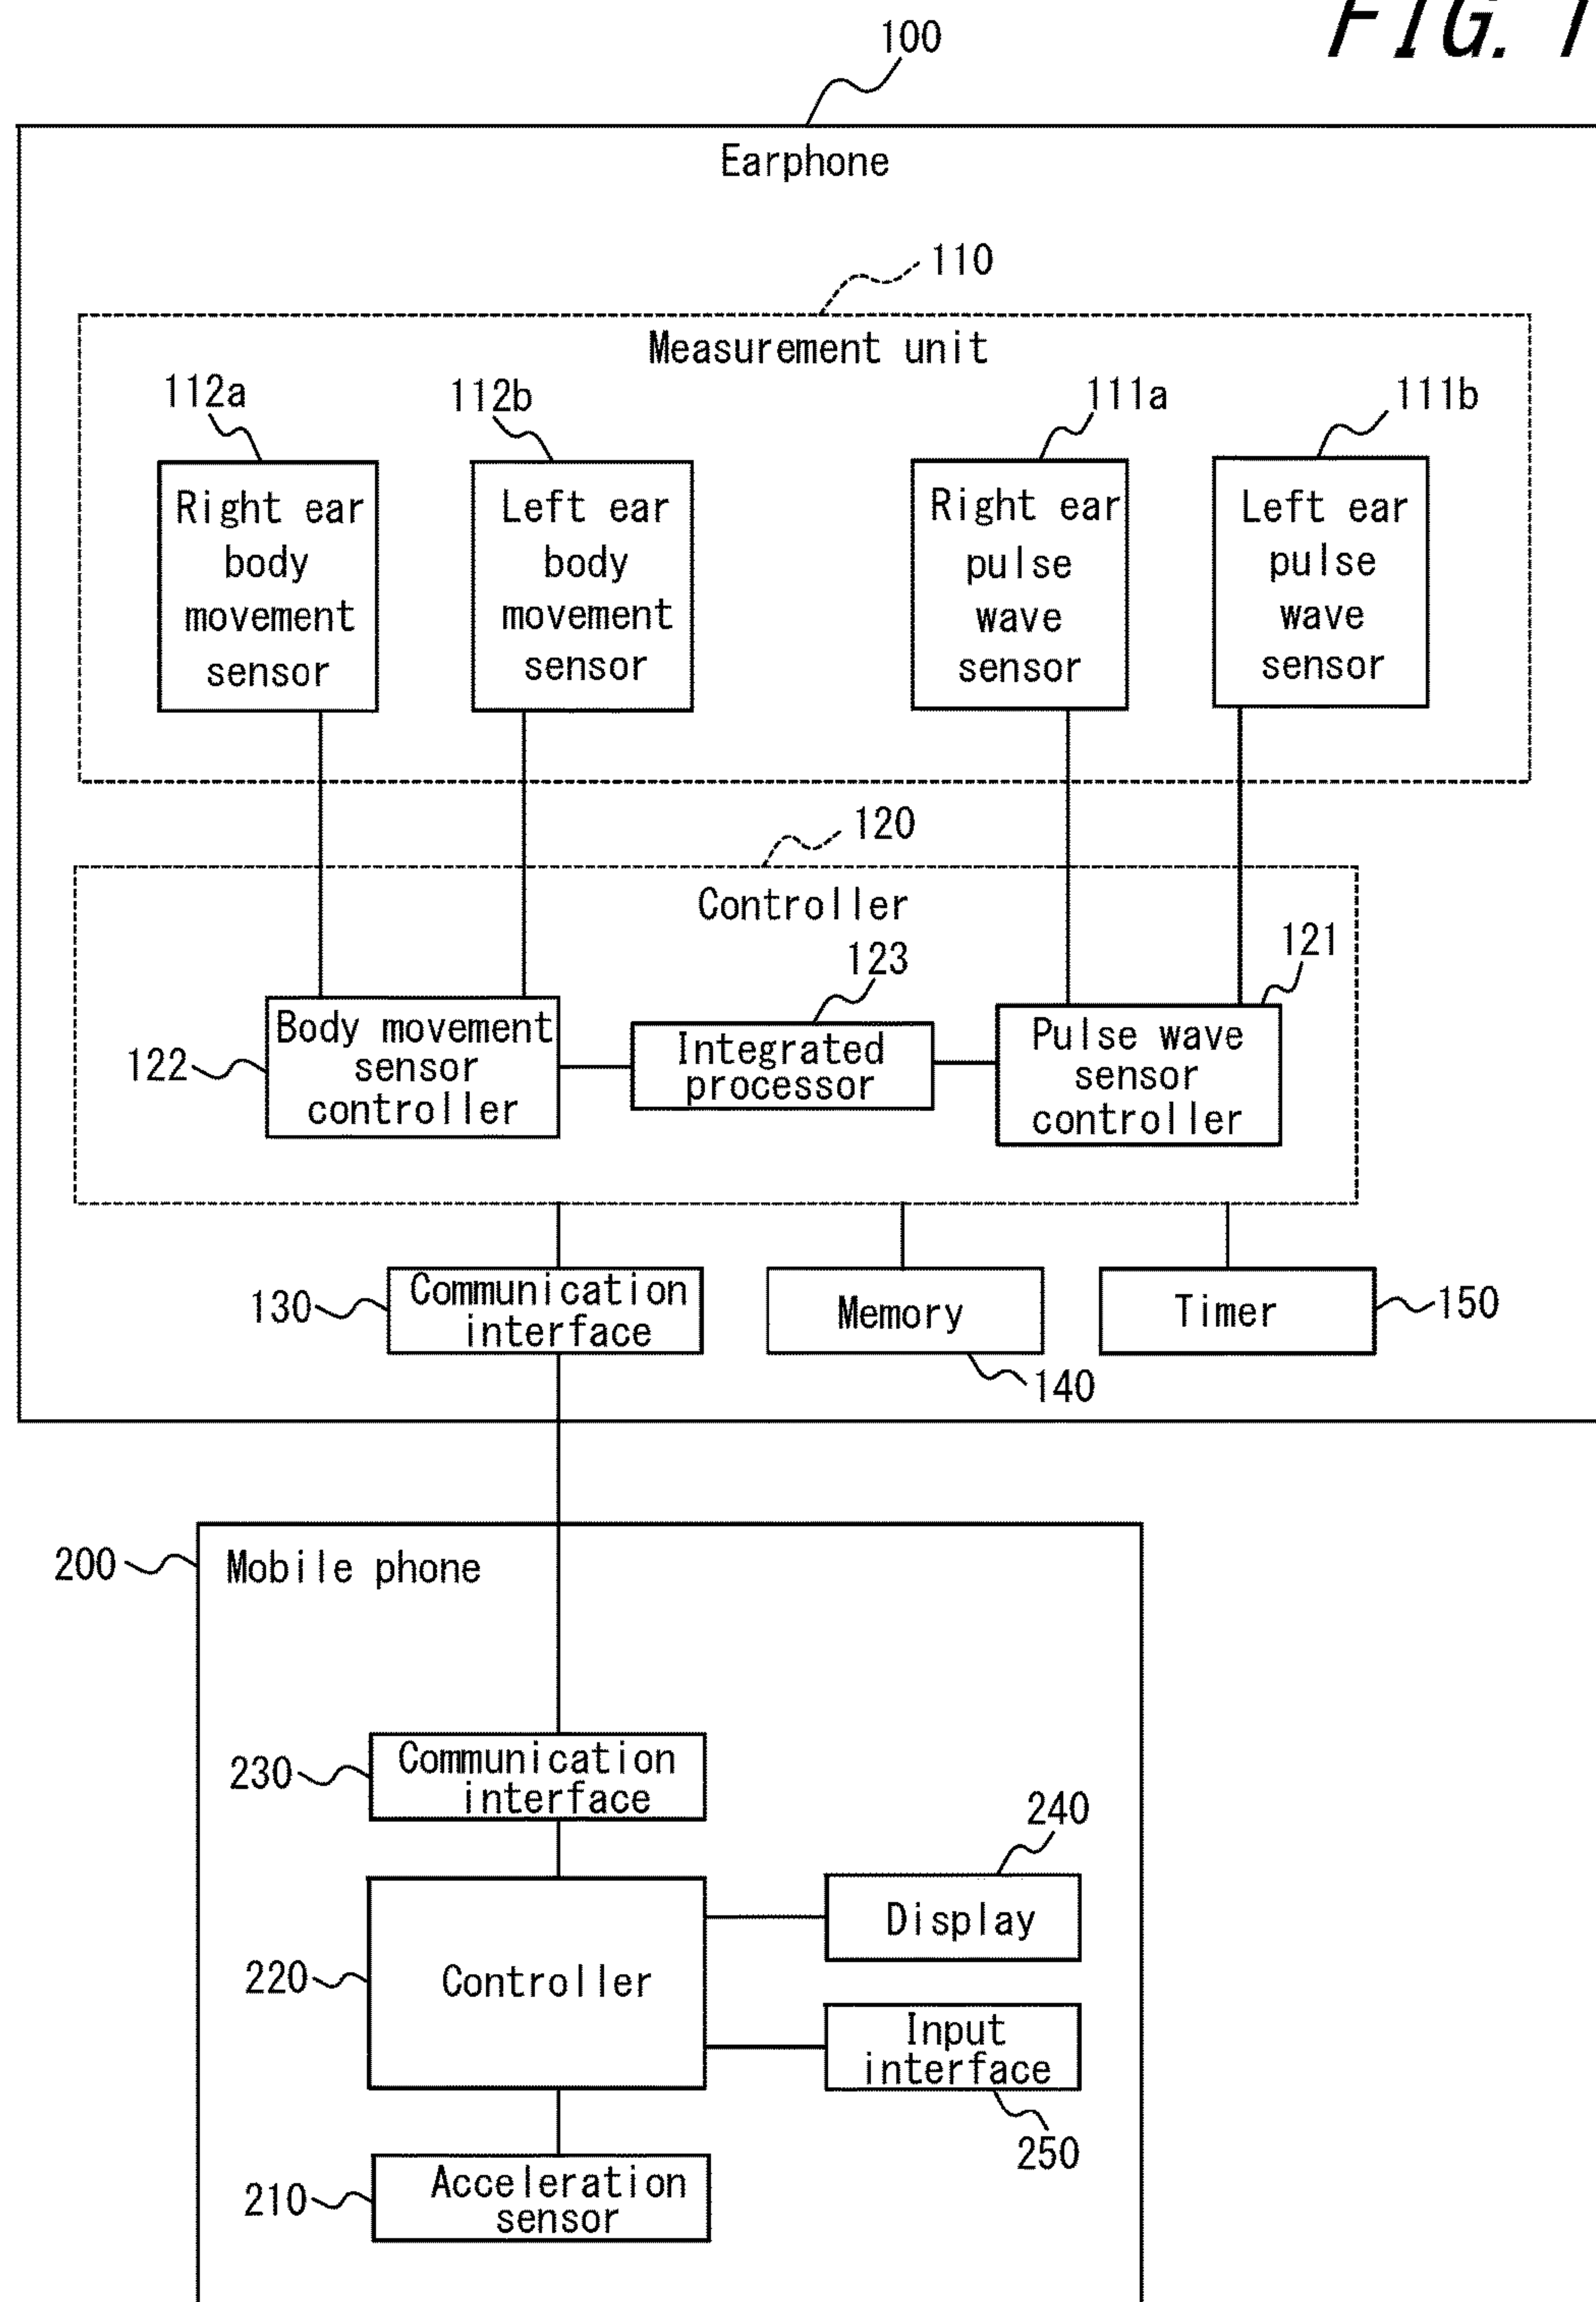 FIG. 1
100
Earphone
110
Measurement unit
112a
112b
111a
111b
Right ear
body
movement
sensor
Left ear
body
movement
sensor
Right ear
pulse
wave
sensor
Left ear
pulse
wave
sensor
120
Controller
123
121
122
Body movement
sensor
controller
Integrated
processor
Pulse wave
sensor
controller
130
Communication
interface
Memory
140
Timer
150
200
Mobile phone
230
Communication
interface
240
Display
220
Controller
Input
interface
250
210
Acceleration
sensor